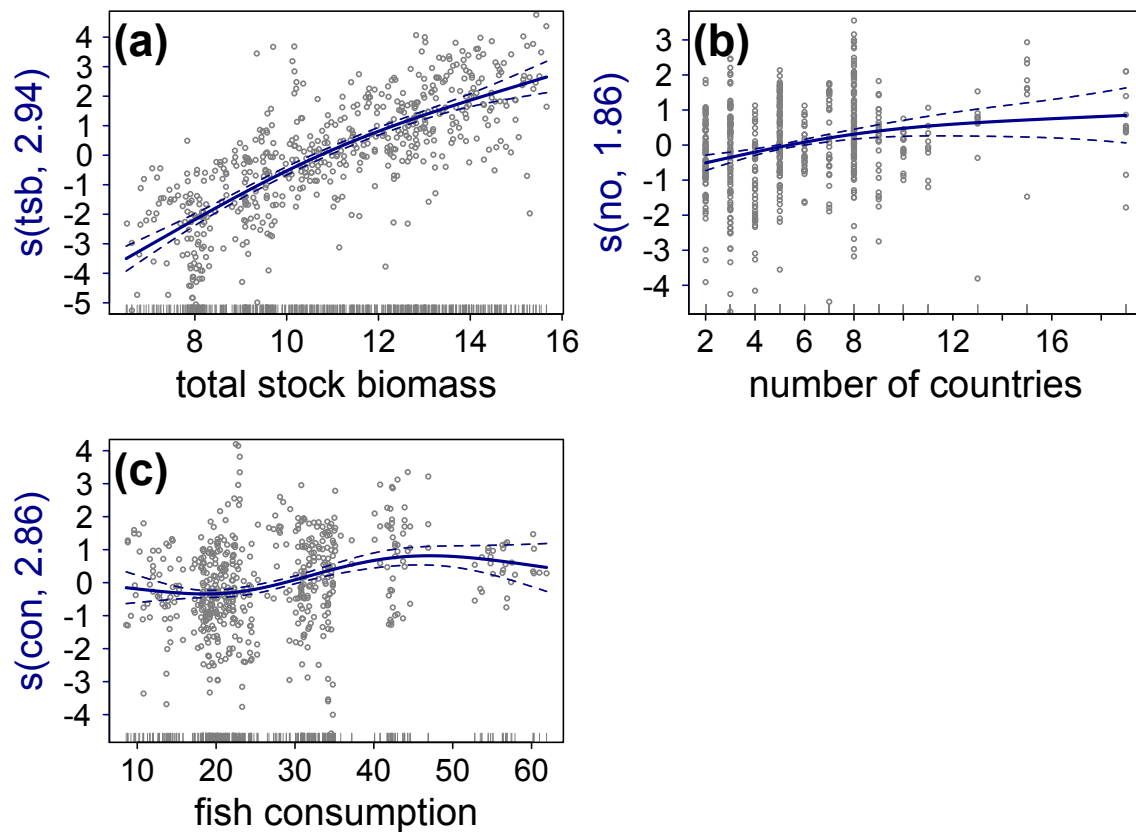 (a)
s(tsb, 2.94)
4
3
2
1
0
-1
-2
-3
-4
-5
8 10 12 14 16
total stock biomass
(b)
s(no, 1.86)
3
2
1
0
-1
-2
-4
2 4 6 8 12 16
number of countries
(c)
s(con, 2.86)
4
3
2
1
0
-1
-2
-4
10 20 30 40 50 60
fish consumption